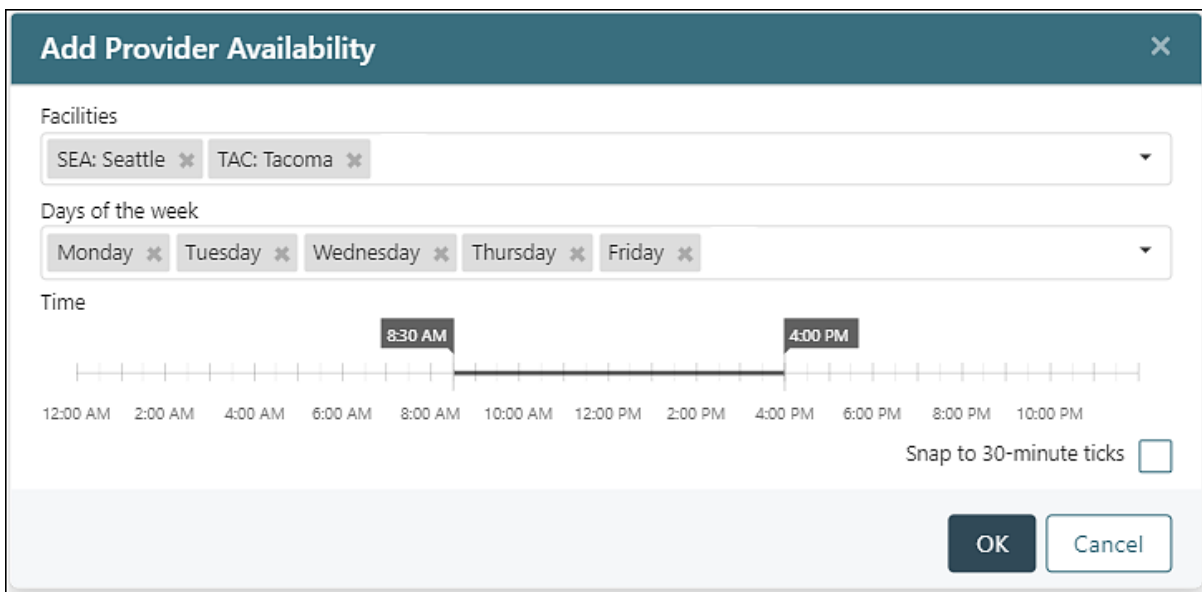 Add Provider Availability ×
Facilities
SEA: Seattle × TAC: Tacoma ×
Days of the week
Monday × Tuesday × Wednesday × Thursday × Friday ×
Time
8:30 AM 4:00 PM
12:00 AM 2:00 AM 4:00 AM 6:00 AM 8:00 AM 10:00 AM 12:00 PM 2:00 PM 4:00 PM 6:00 PM 8:00 PM 10:00 PM
Snap to 30-minute ticks
OK Cancel